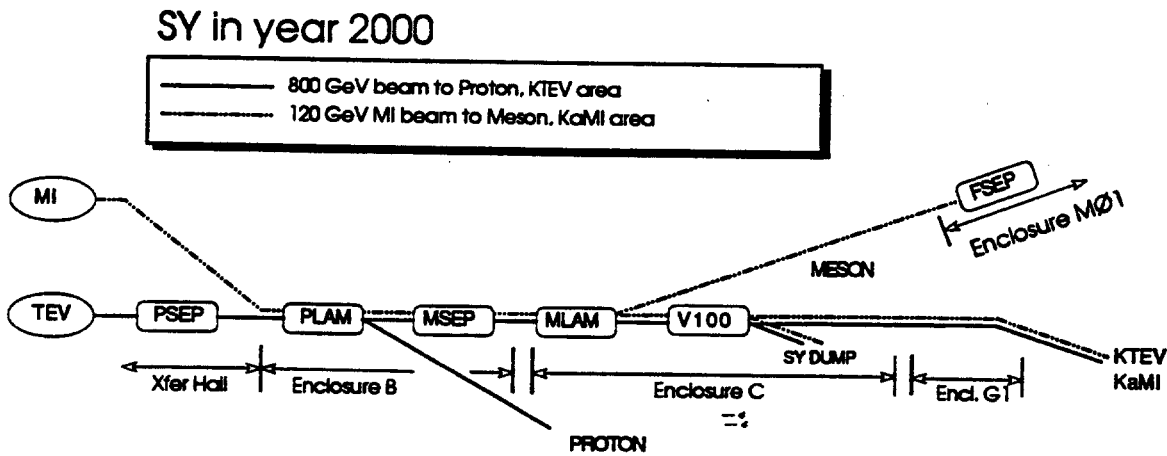 SY in year 2000
800 GeV beam to Proton, KTEV area
120 GeV MI beam to Meson, KaMI area
MI
FSEP
Enclosure MØ1
MESON
TEV
PSEP
PLAM
MSEP
MLAM
V100
SY DUMP
KTEV
KaMI
Xfer Hall
Enclosure B
Enclosure C
Encl. G1
PROTON